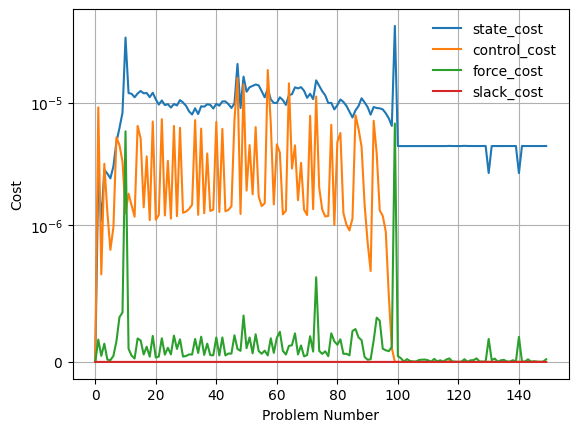 state_cost
control_cost
force_cost
slack_cost
Cost
10⁻⁵
10⁻⁶
0
0 20 40 60 80 100 120 140
Problem Number